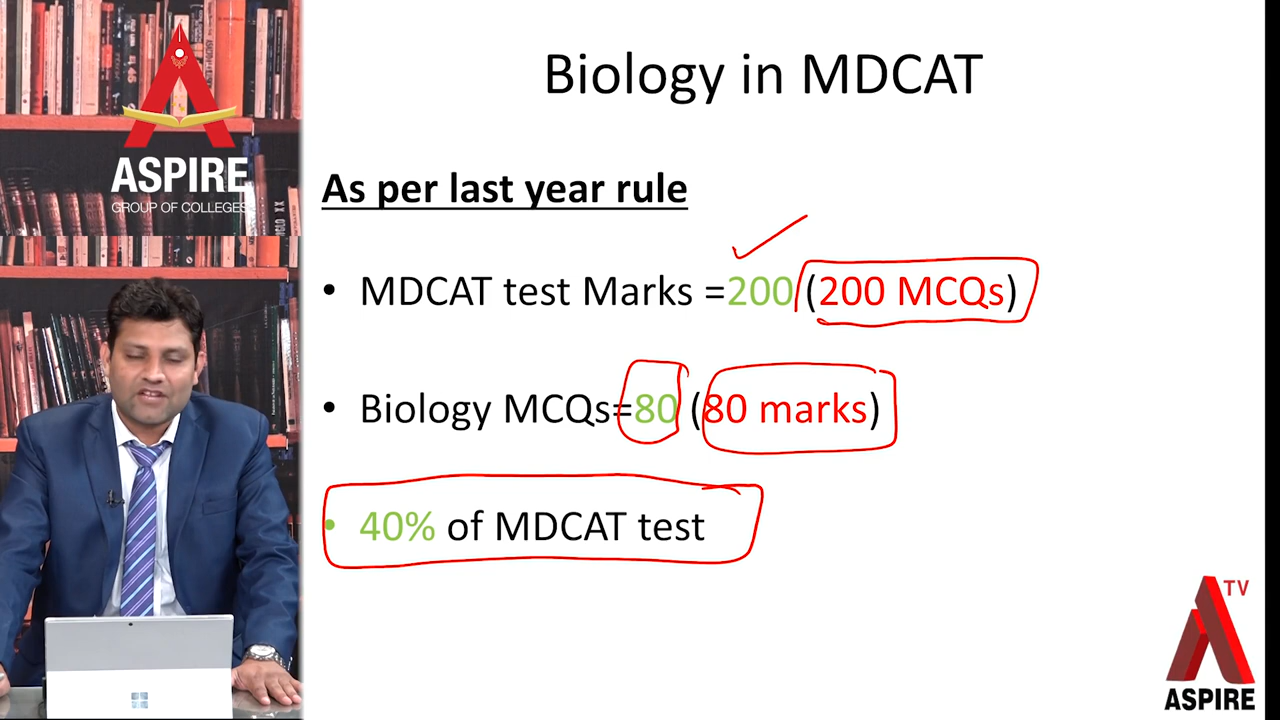 ASPIRE
GROUP OF COLLEGES
Biology in MDCAT
As per last year rule
• MDCAT test Marks =200 (200 MCQs)
• Biology MCQs=80 (80 marks)
• 40% of MDCAT test
TV
ASPIRE